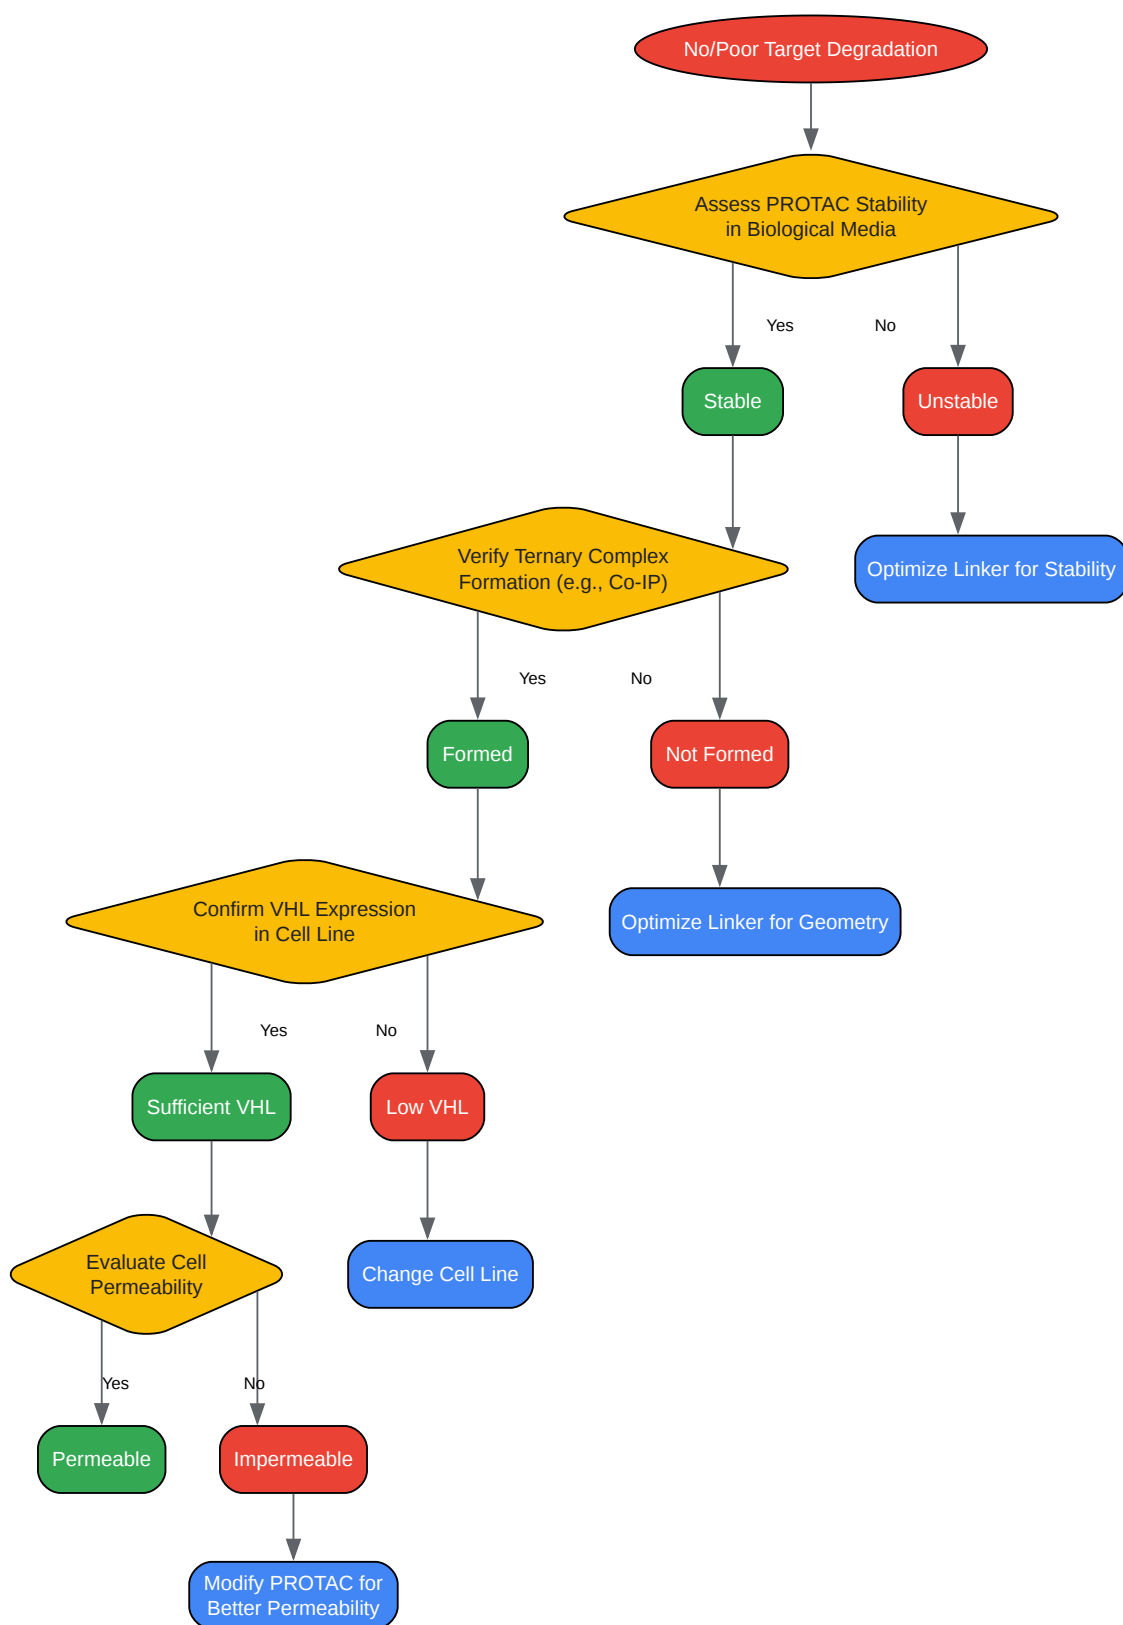 No/Poor Target Degradation
Assess PROTAC Stability
in Biological Media
Yes
No
Stable
Unstable
Verify Ternary Complex
Formation (e.g., Co-IP)
Optimize Linker for Stability
Yes
No
Formed
Not Formed
Confirm VHL Expression
in Cell Line
Optimize Linker for Geometry
Yes
No
Sufficient VHL
Low VHL
Evaluate Cell
Permeability
Change Cell Line
Yes
No
Permeable
Impermeable
Modify PROTAC for
Better Permeability